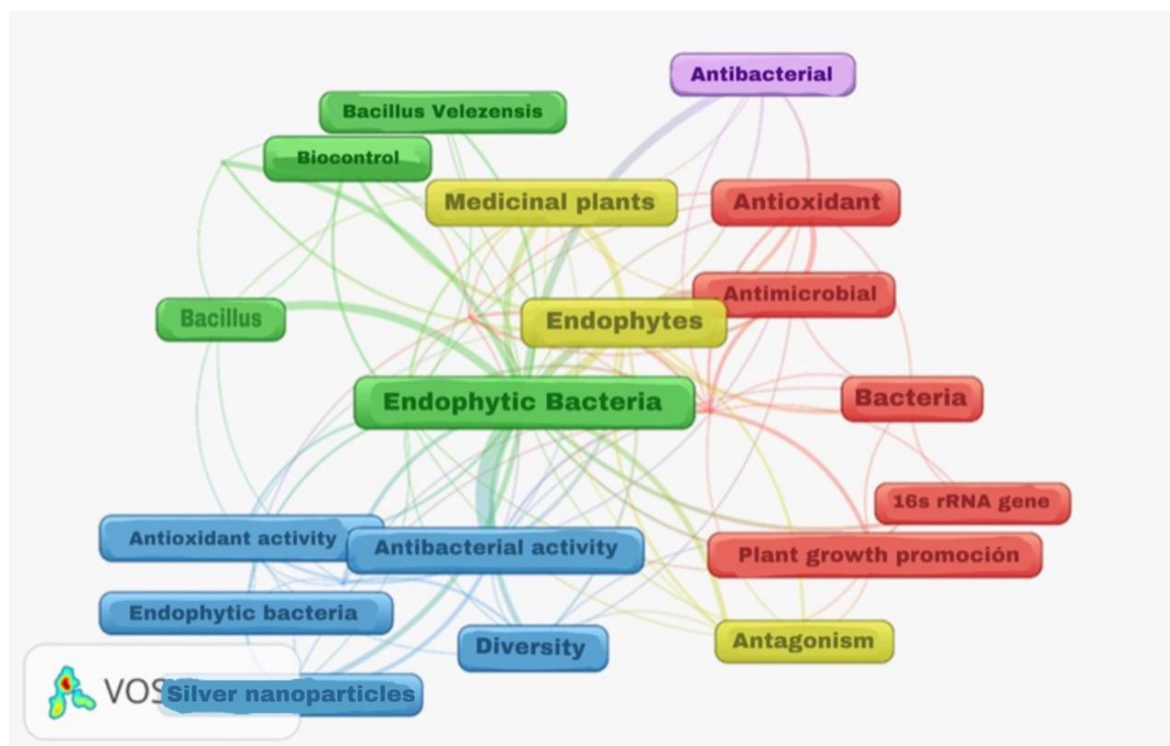 Antibacterial
Bacillus Velezensis
Biocontrol
Medicinal plants
Antioxidant
Antimicrobial
Bacillus
Endophytes
Endophytic Bacteria
Bacteria
16s rRNA gene
Antioxidant activity
Antibacterial activity
Plant growth promoción
Endophytic bacteria
Diversity
Antagonism
VOS
Silver nanoparticles